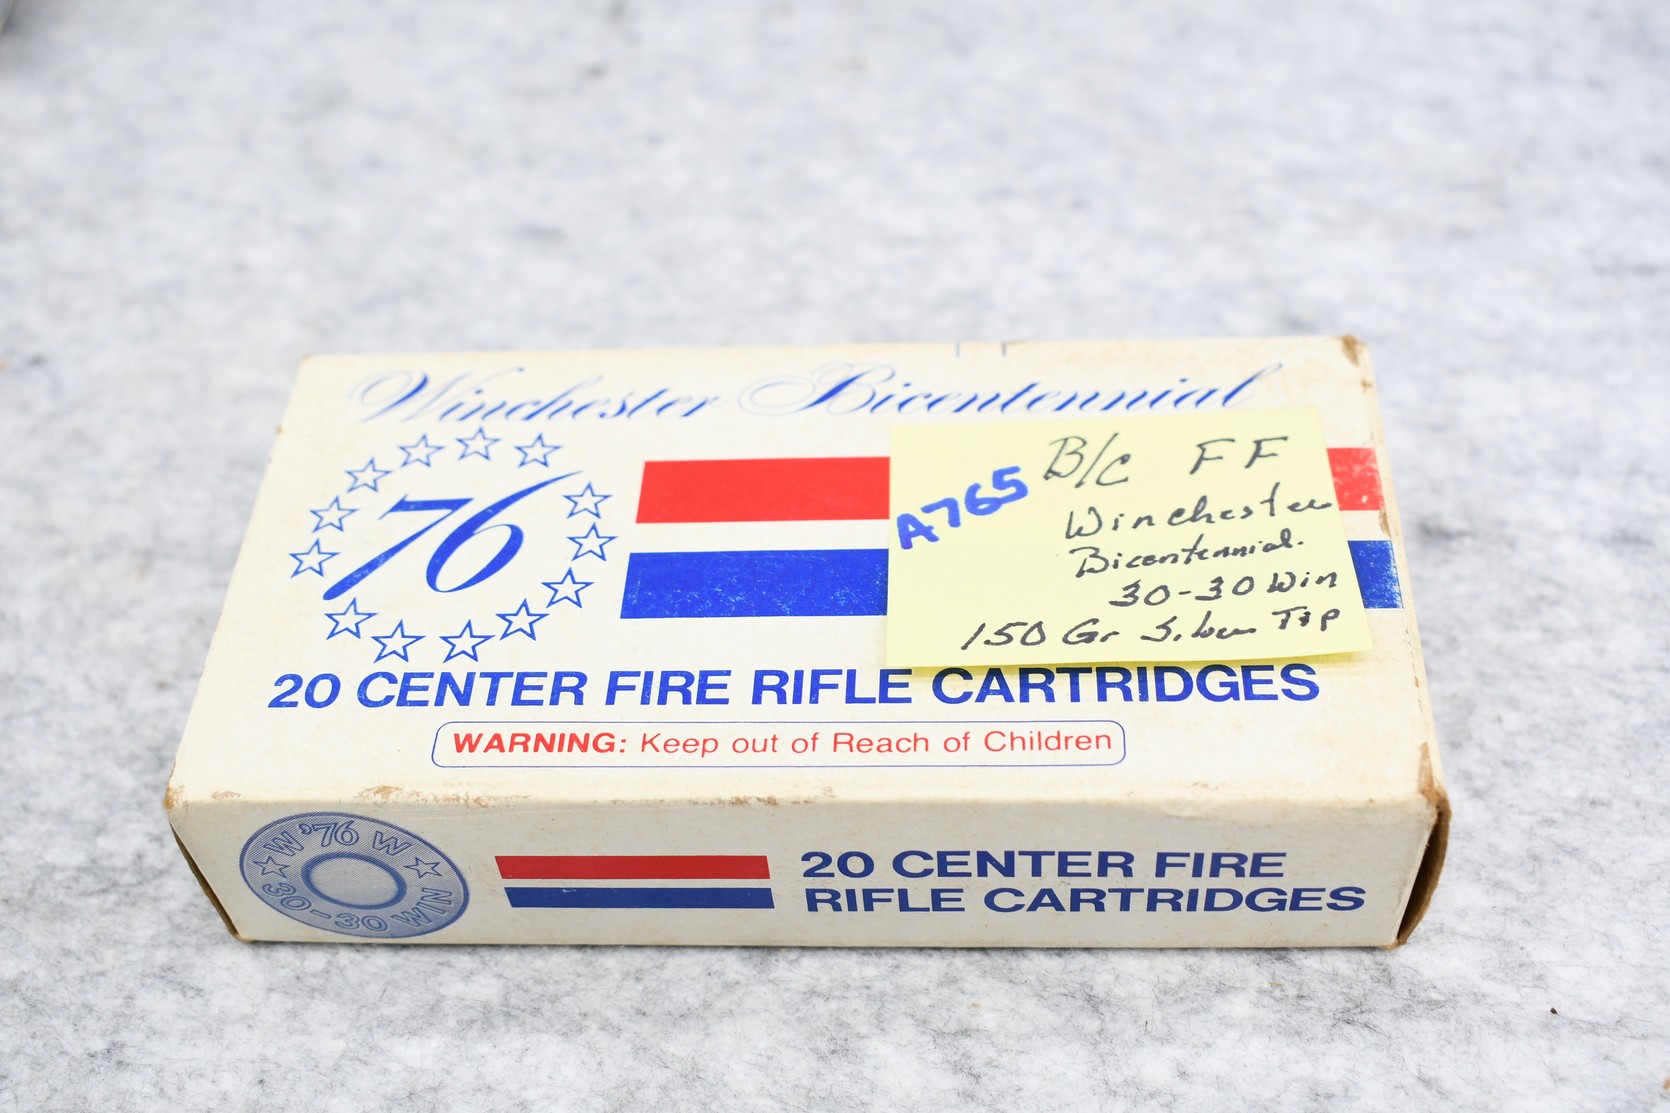 Winchester Bicentennial
76
A765
B/C FF
Winchester
Bicentennial.
30-30 Win
150 Gr Silver Tip
20 CENTER FIRE RIFLE CARTRIDGES
WARNING: Keep out of Reach of Children
W '76 W
30-30 WIN
20 CENTER FIRE
RIFLE CARTRIDGES